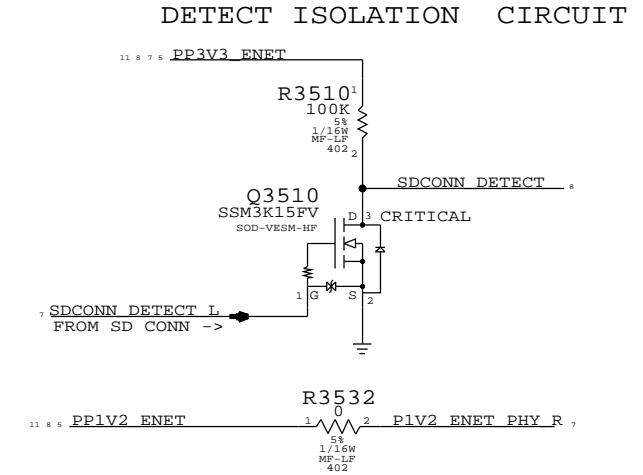 DETECT ISOLATION CIRCUIT
11 8 7 5 PP3V3_ENET
R3510 1
100K
5%
1/16W
MF-LF
402 2
SDCONN_DETECT 8
Q3510
SSM3K15FV
SOD-VESM-HF
D 3 CRITICAL
1 G S 2
7 SDCONN_DETECT_L
FROM SD CONN ->
R3532
0
11 8 5 PP1V2_ENET 1 2 P1V2_ENET_PHY_R 7
5%
1/16W
MF-LF
402